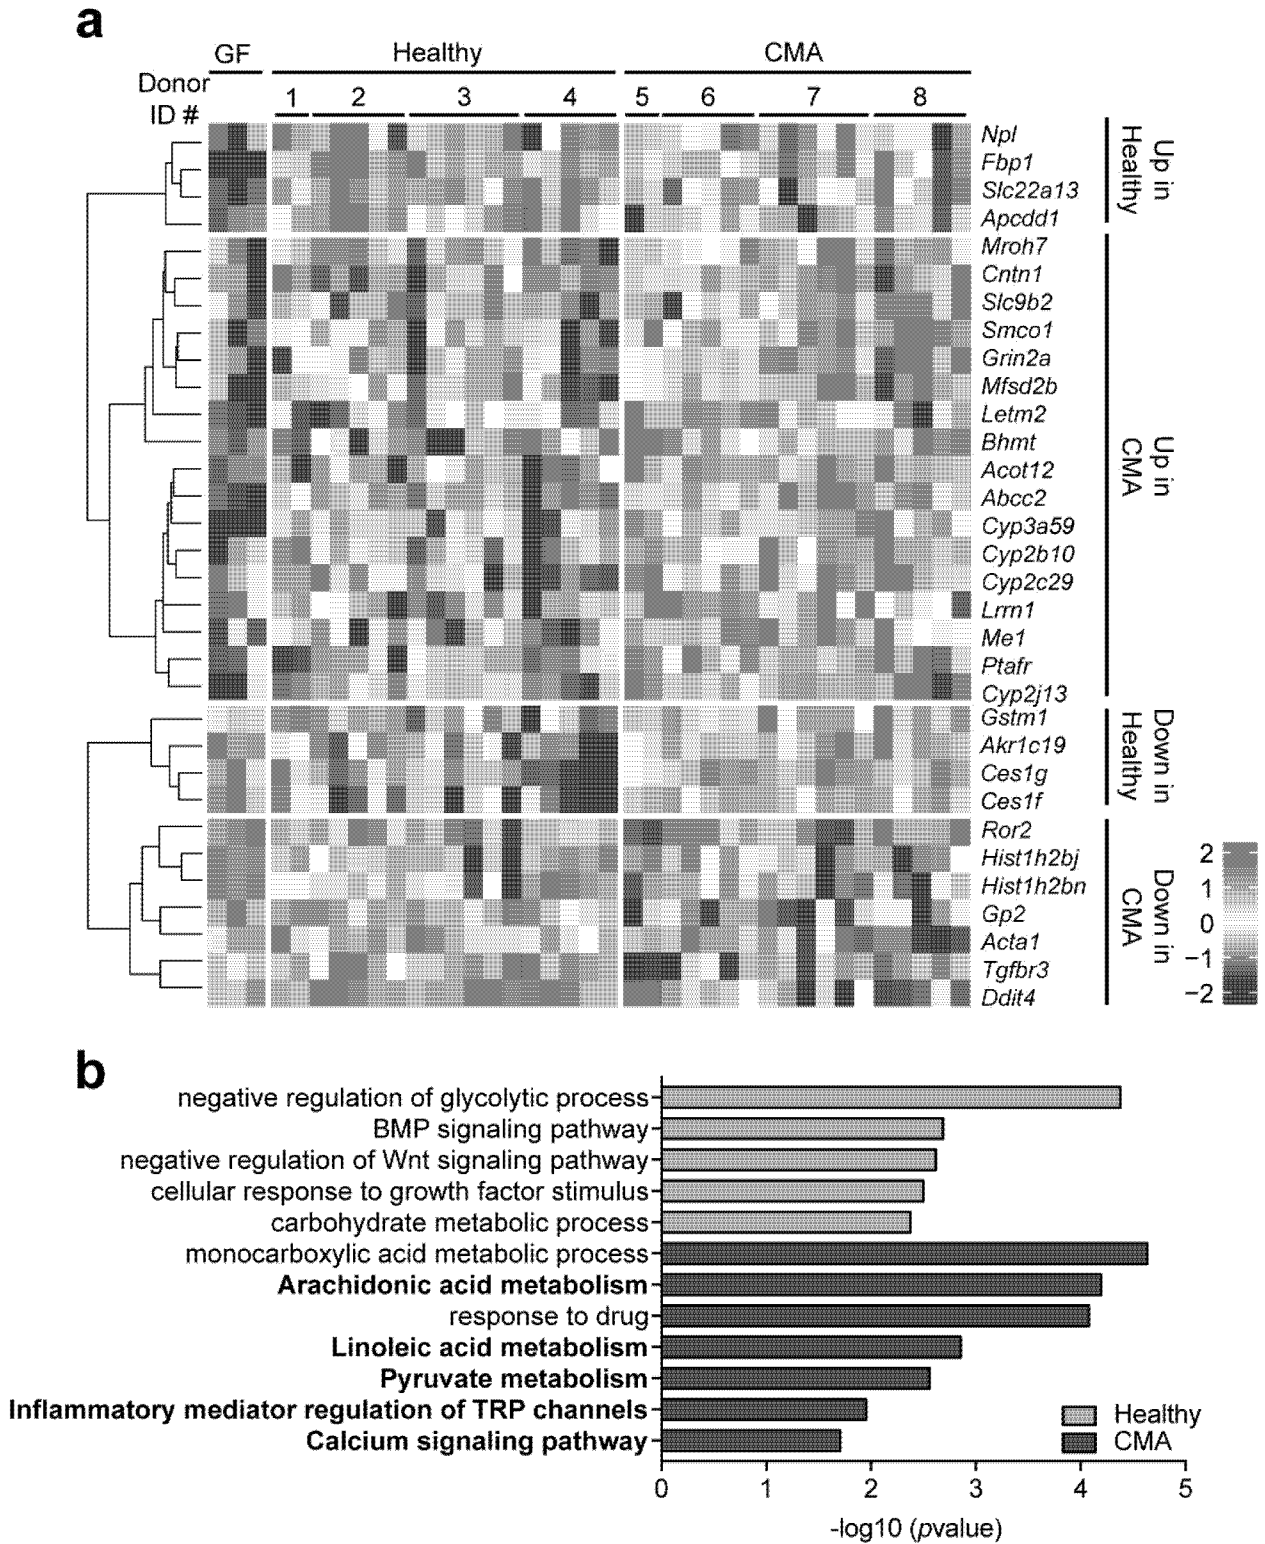 a
GF Healthy CMA
Donor
ID # 1 2 3 4 5 6 7 8
Npl
Fbp1
Slc22a13
Apcdd1
Up in
Healthy
Mroh7
Cntn1
Slc9b2
Smco1
Grin2a
Mfsd2b
Letm2
Bhmt
Acot12
Abcc2
Cyp3a59
Cyp2b10
Cyp2c29
Lrrn1
Me1
Ptafr
Cyp2j13
Up in
CMA
Gstm1
Akr1c19
Ces1g
Ces1f
Down in
Healthy
Ror2
Hist1h2bj
Hist1h2bn
Gp2
Acta1
Tgfbr3
Ddit4
Down in
CMA
2
1
0
−1
−2
b
negative regulation of glycolytic process
BMP signaling pathway
negative regulation of Wnt signaling pathway
cellular response to growth factor stimulus
carbohydrate metabolic process
monocarboxylic acid metabolic process
Arachidonic acid metabolism
response to drug
Linoleic acid metabolism
Pyruvate metabolism
Inflammatory mediator regulation of TRP channels
Calcium signaling pathway
Healthy
CMA
0 1 2 3 4 5
-log10 (pvalue)